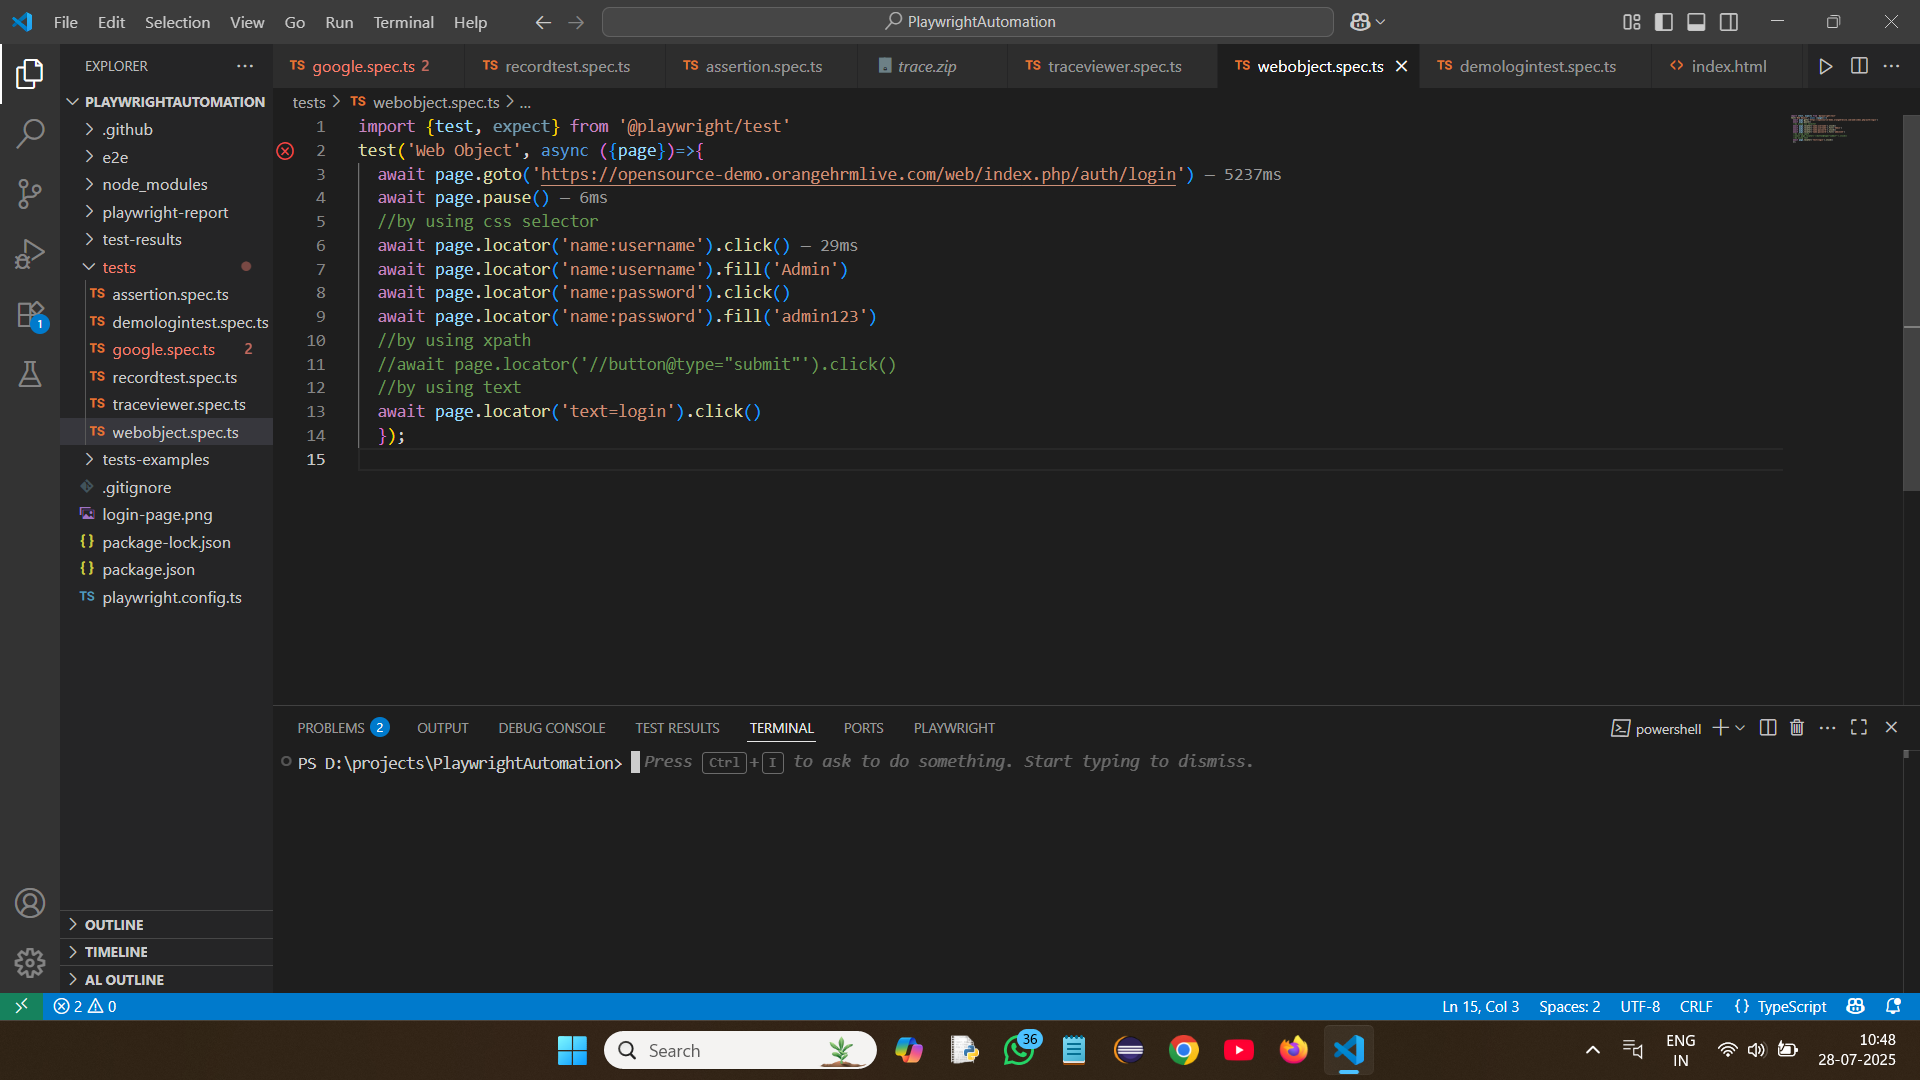 File Edit Selection View Go Run Terminal Help
PlaywrightAutomation
EXPLORER
google.spec.ts 2
recordtest.spec.ts
assertion.spec.ts
trace.zip
traceviewer.spec.ts
webobject.spec.ts
demologintest.spec.ts
index.html
PLAYWRIGHTAUTOMATION
.github
e2e
node_modules
playwright-report
test-results
tests
TS assertion.spec.ts
TS demologintest.spec.ts
TS google.spec.ts 2
TS recordtest.spec.ts
TS traceviewer.spec.ts
TS webobject.spec.ts
tests-examples
.gitignore
login-page.png
{} package-lock.json
{} package.json
TS playwright.config.ts
1
OUTLINE
TIMELINE
AL OUTLINE
tests > TS webobject.spec.ts > ...
1 import {test, expect} from '@playwright/test'
2 test('Web Object', async ({page})=>{
3 await page.goto('https://opensource-demo.orangehrmlive.com/web/index.php/auth/login') — 5237ms
4 await page.pause() — 6ms
5 //by using css selector
6 await page.locator('name:username').click() — 29ms
7 await page.locator('name:username').fill('Admin')
8 await page.locator('name:password').click()
9 await page.locator('name:password').fill('admin123')
10 //by using xpath
11 //await page.locator('//button@type="submit"').click()
12 //by using text
13 await page.locator('text=login').click()
14 });
15
PROBLEMS 2 OUTPUT DEBUG CONSOLE TEST RESULTS TERMINAL PORTS PLAYWRIGHT
powershell
PS D:\projects\PlaywrightAutomation> Press Ctrl+I to ask to do something. Start typing to dismiss.
2 0
Ln 15, Col 3 Spaces: 2 UTF-8 CRLF {} TypeScript
Search
36
ENG
IN
10:48
28-07-2025